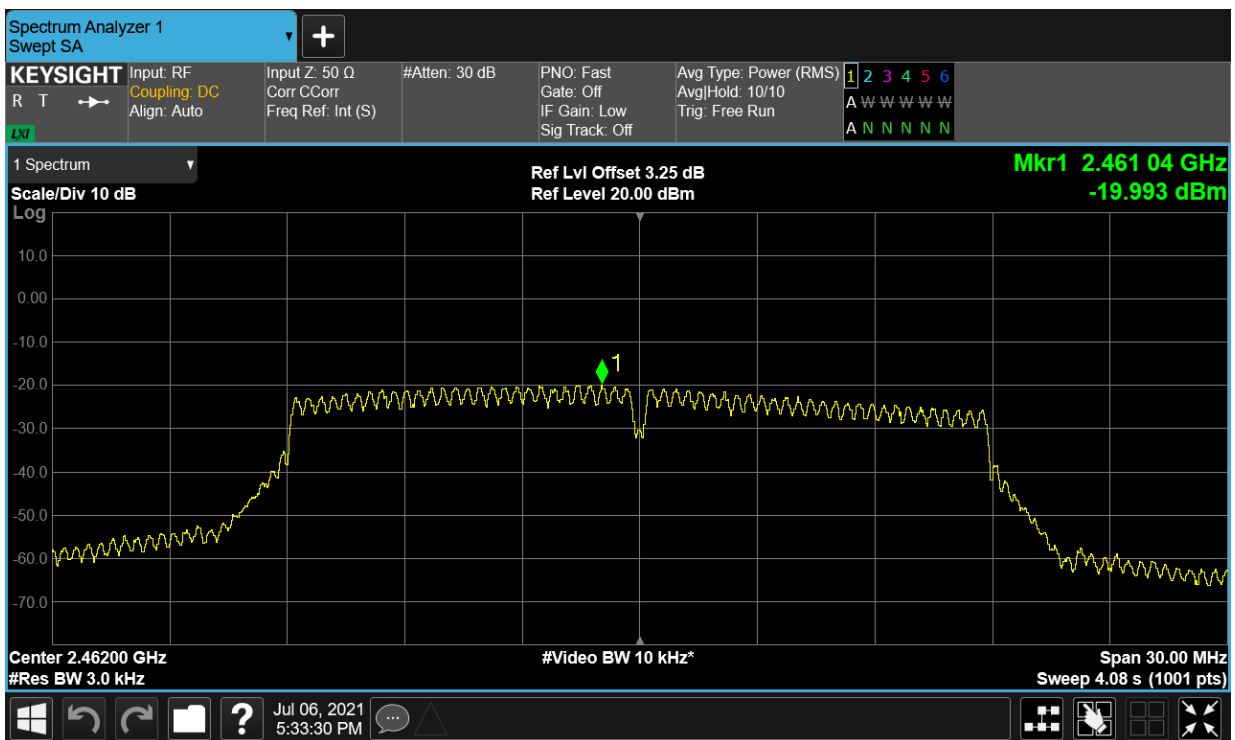 Spectrum Analyzer 1
Swept SA
KEYSIGHT
R T
LXI
Input: RF
Coupling: DC
Align: Auto
Input Z: 50 Ω
Corr CCorr
Freq Ref: Int (S)
#Atten: 30 dB
PNO: Fast
Gate: Off
IF Gain: Low
Sig Track: Off
Avg Type: Power (RMS)
Avg|Hold: 10/10
Trig: Free Run
1 2 3 4 5 6
A W W W W W
A N N N N N
1 Spectrum
Scale/Div 10 dB
Log
Ref Lvl Offset 3.25 dB
Ref Level 20.00 dBm
Mkr1 2.461 04 GHz
-19.993 dBm
10.0
0.00
-10.0
-20.0
-30.0
-40.0
-50.0
-60.0
-70.0
1
Center 2.46200 GHz
#Res BW 3.0 kHz
#Video BW 10 kHz*
Span 30.00 MHz
Sweep 4.08 s (1001 pts)
?
Jul 06, 2021
5:33:30 PM